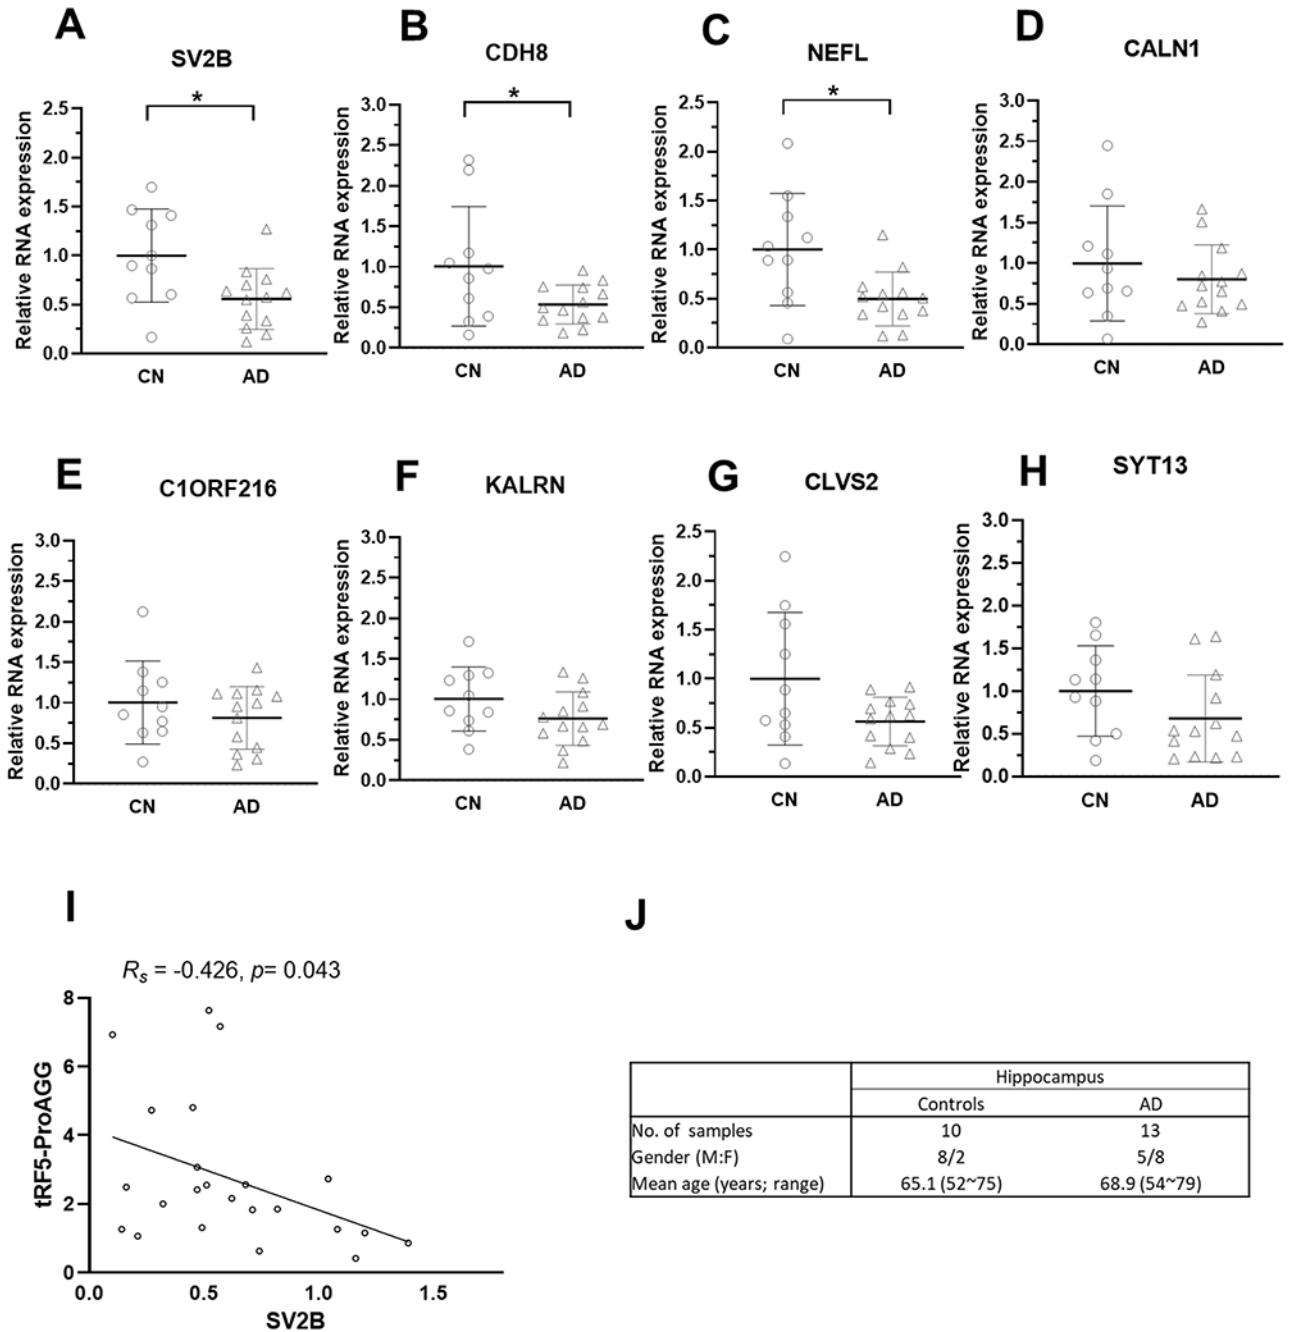 A
SV2B
*
Relative RNA expression
2.5
2.0
1.5
1.0
0.5
0.0
CN AD
B
CDH8
*
Relative RNA expression
3.0
2.5
2.0
1.5
1.0
0.5
0.0
CN AD
C
NEFL
*
Relative RNA expression
2.5
2.0
1.5
1.0
0.5
0.0
CN AD
D
CALN1
Relative RNA expression
3.0
2.5
2.0
1.5
1.0
0.5
0.0
CN AD
E
C1ORF216
Relative RNA expression
3.0
2.5
2.0
1.5
1.0
0.5
0.0
CN AD
F
KALRN
Relative RNA expression
3.0
2.5
2.0
1.5
1.0
0.5
0.0
CN AD
G
CLVS2
Relative RNA expression
2.5
2.0
1.5
1.0
0.5
0.0
CN AD
H
SYT13
Relative RNA expression
3.0
2.5
2.0
1.5
1.0
0.5
0.0
CN AD
I
Rs = -0.426, p= 0.043
tRF5-ProAGG
8
6
4
2
0
0.0 0.5 1.0 1.5
SV2B
J
Hippocampus
Controls AD
No. of samples 10 13
Gender (M:F) 8/2 5/8
Mean age (years; range) 65.1 (52~75) 68.9 (54~79)